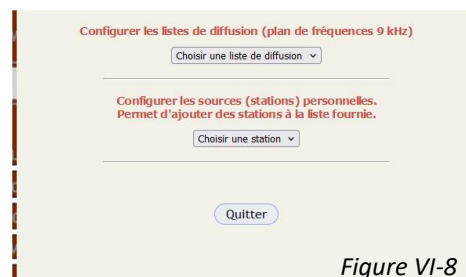 Configurer les listes de diffusion (plan de fréquences 9 kHz)
Choisir une liste de diffusion
Configurer les sources (stations) personnelles.
Permet d'ajouter des stations à la liste fournie.
Choisir une station
Quitter
Figure VI-8